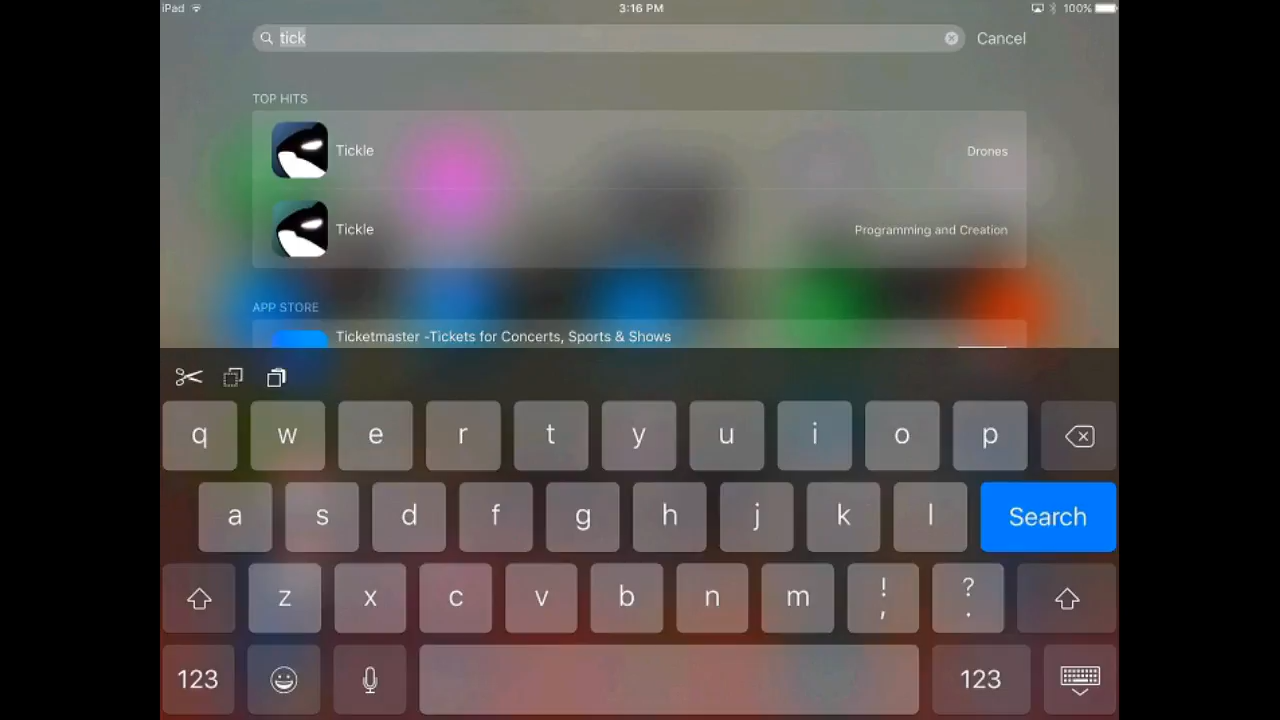 iPad 3:16 PM 100%
tick Cancel
TOP HITS
Tickle Drones
Tickle Programming and Creation
APP STORE
Ticketmaster -Tickets for Concerts, Sports & Shows
q w e r t y u i o p
a s d f g h j k l Search
z x c v b n m ! , ? .
123 123